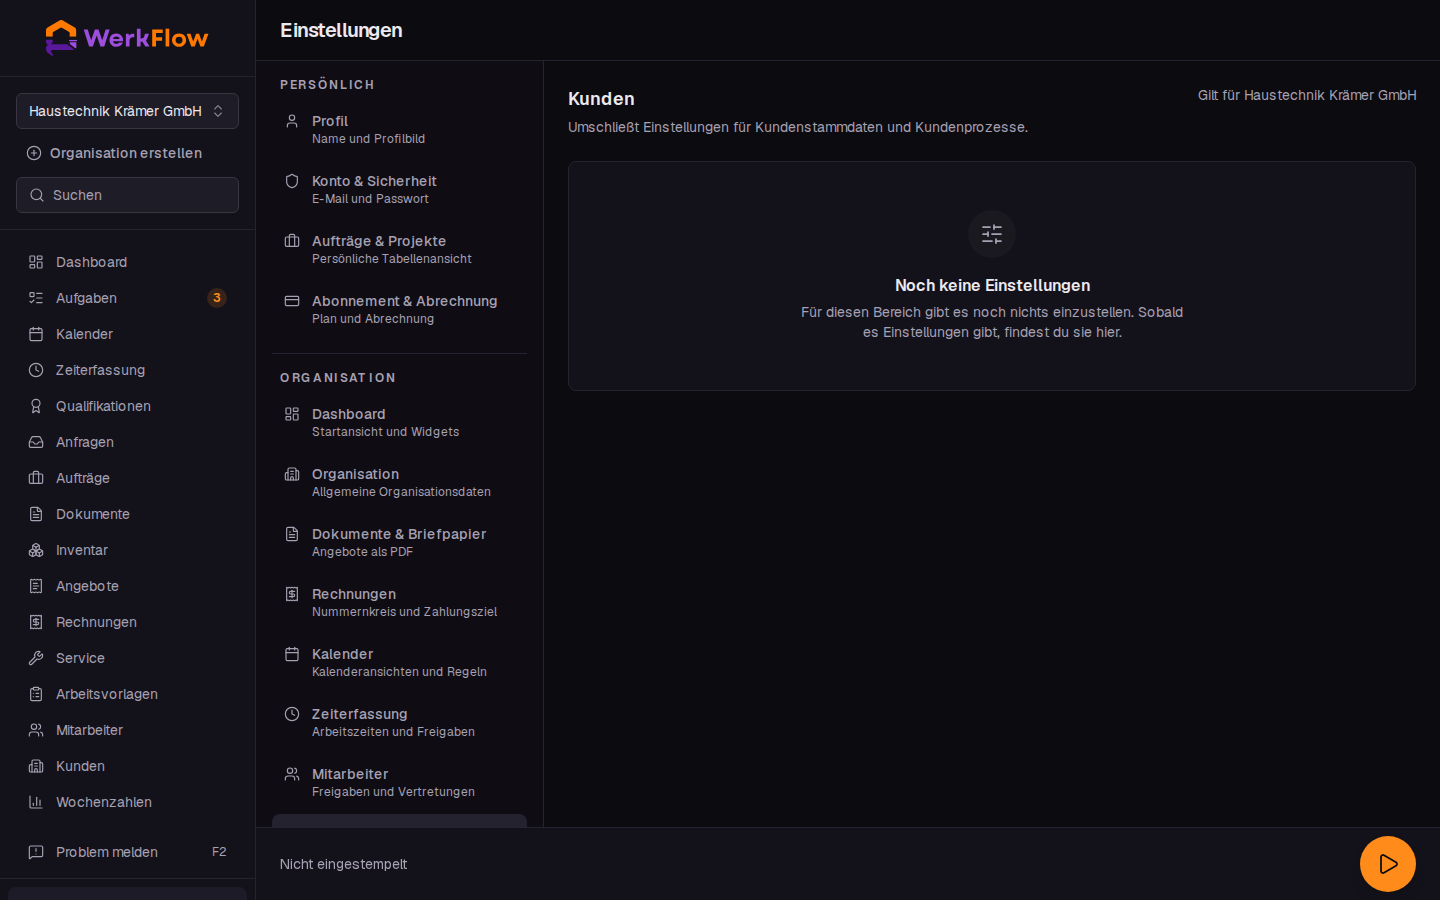 WerkFlow
Haustechnik Krämer GmbH
Organisation erstellen
Suchen
Dashboard
Aufgaben
3
Kalender
Zeiterfassung
Qualifikationen
Anfragen
Aufträge
Dokumente
Inventar
Angebote
Rechnungen
Service
Arbeitsvorlagen
Mitarbeiter
Kunden
Wochenzahlen
Problem melden
F2
Einstellungen
PERSÖNLICH
Profil
Name und Profilbild
Konto & Sicherheit
E-Mail und Passwort
Aufträge & Projekte
Persönliche Tabellenansicht
Abonnement & Abrechnung
Plan und Abrechnung
ORGANISATION
Dashboard
Startansicht und Widgets
Organisation
Allgemeine Organisationsdaten
Dokumente & Briefpapier
Angebote als PDF
Rechnungen
Nummernkreis und Zahlungsziel
Kalender
Kalenderansichten und Regeln
Zeiterfassung
Arbeitszeiten und Freigaben
Mitarbeiter
Freigaben und Vertretungen
Kunden
Gilt für Haustechnik Krämer GmbH
Umschließt Einstellungen für Kundenstammdaten und Kundenprozesse.
Noch keine Einstellungen
Für diesen Bereich gibt es noch nichts einzustellen. Sobald
es Einstellungen gibt, findest du sie hier.
Nicht eingestempelt